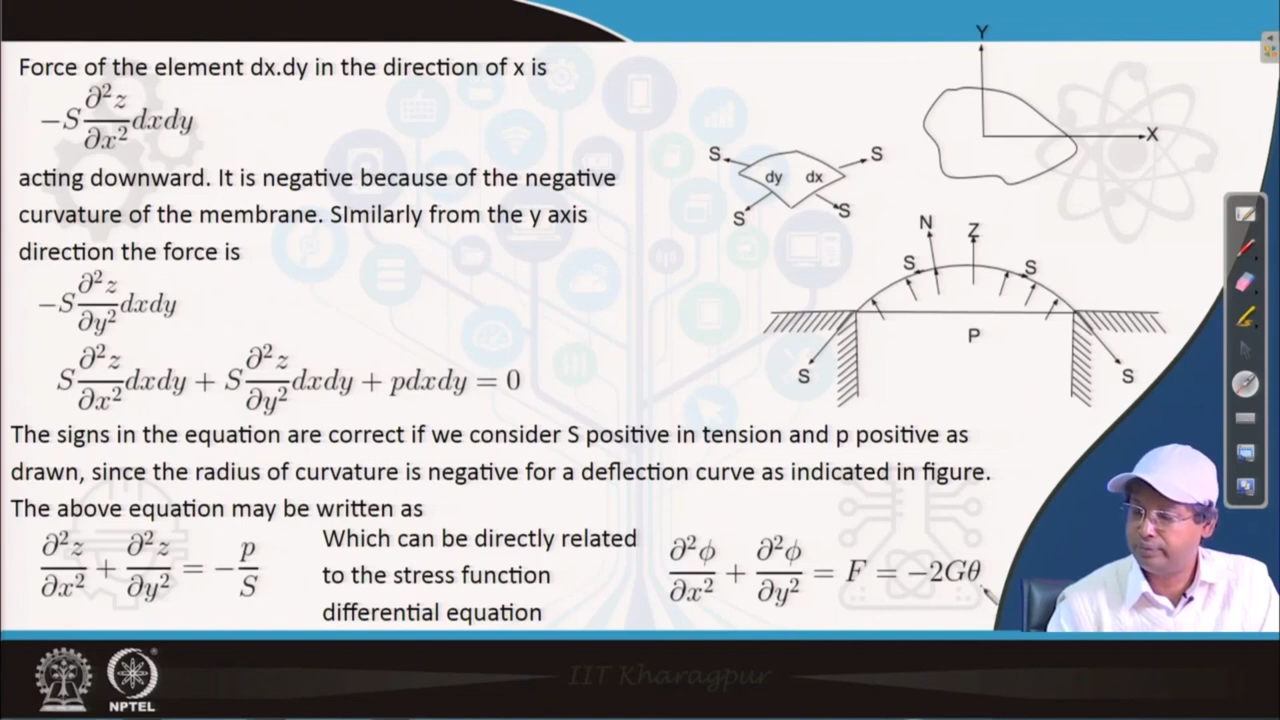 Force of the element dx.dy in the direction of x is
−S ∂²z/∂x² dxdy
acting downward. It is negative because of the negative
curvature of the membrane. SImilarly from the y axis
direction the force is
−S ∂²z/∂y² dxdy
S ∂²z/∂x² dxdy + S ∂²z/∂y² dxdy + pdxdy = 0
The signs in the equation are correct if we consider S positive in tension and p positive as
drawn, since the radius of curvature is negative for a deflection curve as indicated in figure.
The above equation may be written as
∂²z/∂x² + ∂²z/∂y² = −p/S
Which can be directly related
to the stress function
differential equation
∂²ϕ/∂x² + ∂²ϕ/∂y² = F = −2Gθ
Y
X
S
S
dy dx
S
S
N
Z
S
S
P
S
S
IIT Kharagpur
NPTEL